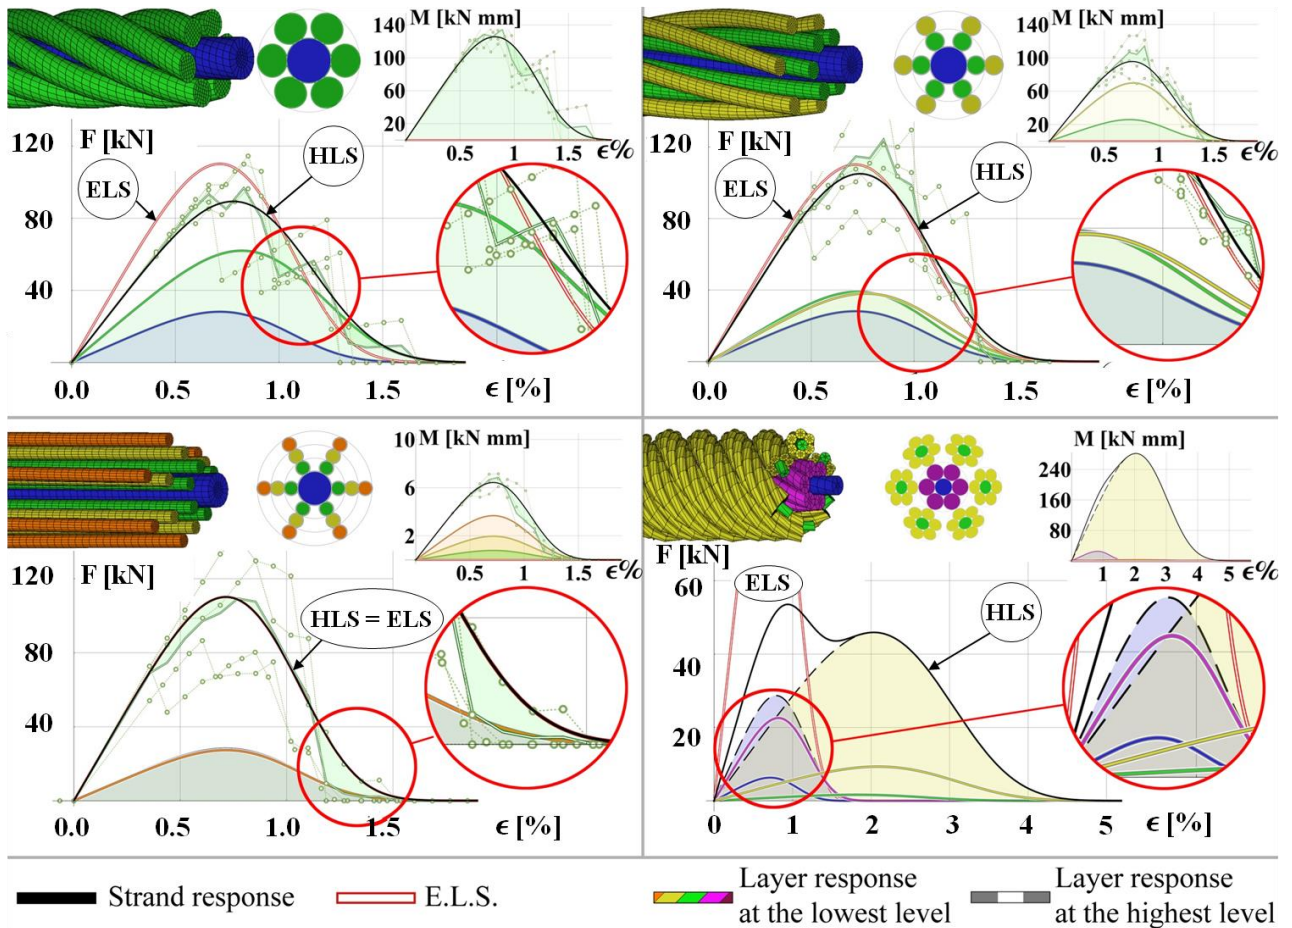 M [kN mm]
140
100
60
20
0.5
1
1.5
ϵ%
F [kN]
120
80
40
ELS
HLS
0.0
0.5
1.0
1.5
ϵ [%]
M [kN mm]
140
100
60
20
0.5
1
1.5
ϵ%
F [kN]
120
80
40
ELS
HLS
0.0
0.5
1.0
1.5
ϵ [%]
10
M [kN mm]
6
2
0.5
1
1.5
ϵ%
F [kN]
120
80
40
HLS = ELS
0.0
0.5
1.0
1.5
ϵ [%]
M [kN mm]
240
160
80
1
2
3
4
5
ϵ%
F [kN]
60
40
20
ELS
HLS
0
1
2
3
4
5
ϵ [%]
Strand response
E.L.S.
Layer response
at the lowest level
Layer response
at the highest level